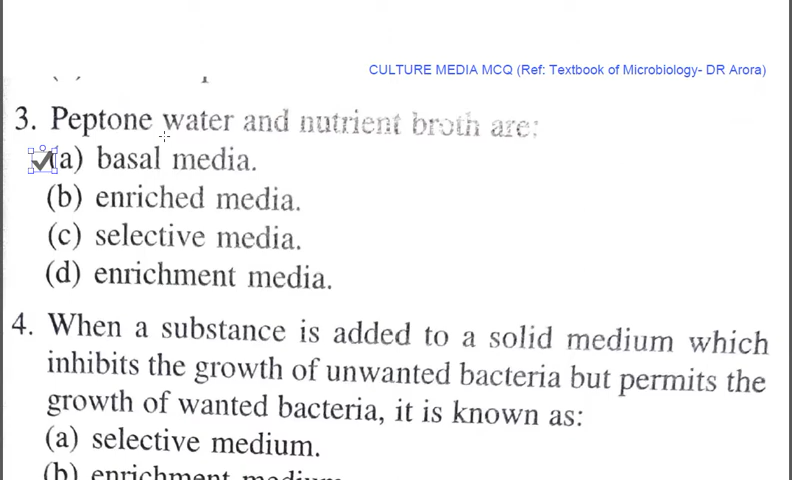 CULTURE MEDIA MCQ (Ref: Textbook of Microbiology- DR Arora)
3. Peptone water and nutrient broth are:
(a) basal media.
(b) enriched media.
(c) selective media.
(d) enrichment media.
4. When a substance is added to a solid medium which
inhibits the growth of unwanted bacteria but permits the
growth of wanted bacteria, it is known as:
(a) selective medium.
(b) enrichment medium.